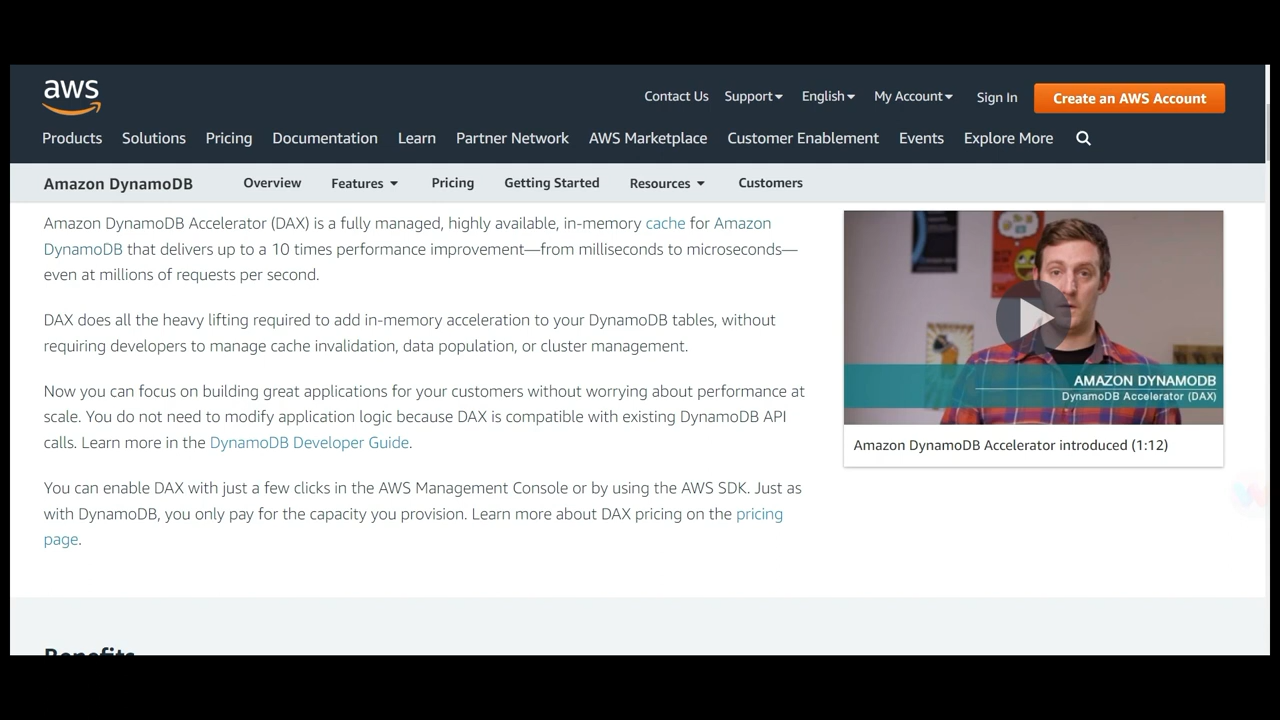 aws
Contact Us Support English My Account Sign In Create an AWS Account
Products Solutions Pricing Documentation Learn Partner Network AWS Marketplace Customer Enablement Events Explore More
Amazon DynamoDB Overview Features Pricing Getting Started Resources Customers
Amazon DynamoDB Accelerator (DAX) is a fully managed, highly available, in-memory cache for Amazon
DynamoDB that delivers up to a 10 times performance improvement—from milliseconds to microseconds—
even at millions of requests per second.
DAX does all the heavy lifting required to add in-memory acceleration to your DynamoDB tables, without
requiring developers to manage cache invalidation, data population, or cluster management.
Now you can focus on building great applications for your customers without worrying about performance at
scale. You do not need to modify application logic because DAX is compatible with existing DynamoDB API
calls. Learn more in the DynamoDB Developer Guide.
You can enable DAX with just a few clicks in the AWS Management Console or by using the AWS SDK. Just as
with DynamoDB, you only pay for the capacity you provision. Learn more about DAX pricing on the pricing
page.
AMAZON DYNAMODB
DynamoDB Accelerator (DAX)
Amazon DynamoDB Accelerator introduced (1:12)
Benefits